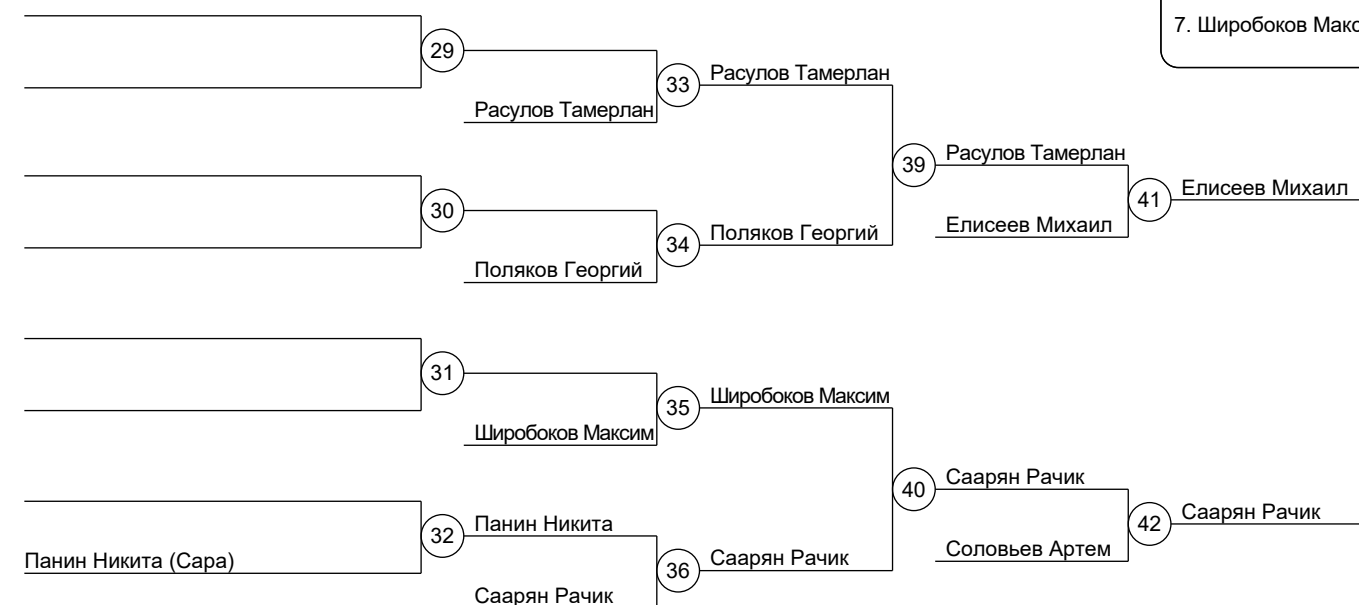 7. Широбоков Макс
29
33
Расулов Тамерлан
Расулов Тамерлан
39
Расулов Тамерлан
41
Елисеев Михаил
30
34
Поляков Георгий
Елисеев Михаил
Поляков Георгий
31
35
Широбоков Максим
Широбоков Максим
40
Саарян Рачик
42
Саарян Рачик
32
Панин Никита
Соловьев Артем
Панин Никита (Сара)
36
Саарян Рачик
Саарян Рачик